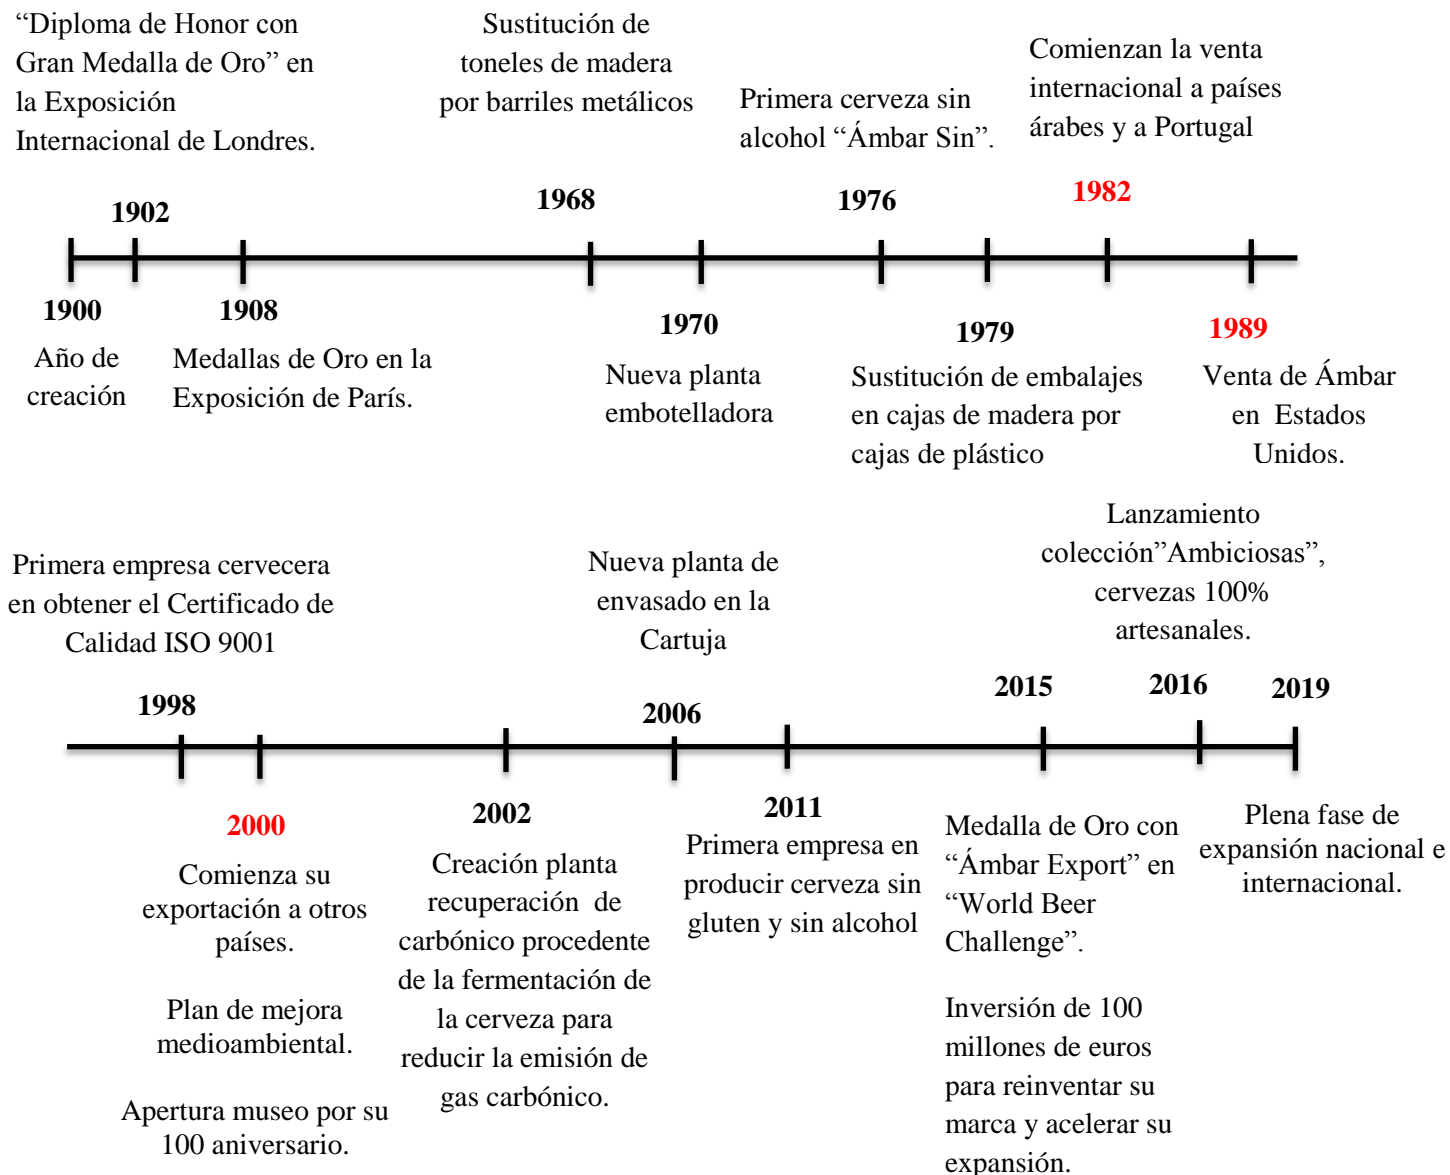 “Diploma de Honor con
Gran Medalla de Oro” en
la Exposición
Internacional de Londres.
Sustitución de
toneles de madera
por barriles metálicos
Primera cerveza sin
alcohol “Ámbar Sin”.
Comienzan la venta
internacional a países
árabes y a Portugal
1902
1968
1976
1982
1900
Año de
creación
1908
Medallas de Oro en la
Exposición de París.
1970
Nueva planta
embotelladora
1979
Sustitución de embalajes
en cajas de madera por
cajas de plástico
1989
Venta de Ámbar
en Estados
Unidos.
Primera empresa cervecera
en obtener el Certificado de
Calidad ISO 9001
Nueva planta de
envasado en la
Cartuja
Lanzamiento
colección”Ambiciosas”,
cervezas 100%
artesanales.
1998
2006
2015
2016
2019
2000
Comienza su
exportación a otros
países.
Plan de mejora
medioambiental.
Apertura museo por su
100 aniversario.
2002
Creación planta
recuperación de
carbónico procedente
de la fermentación de
la cerveza para
reducir la emisión de
gas carbónico.
2011
Primera empresa en
producir cerveza sin
gluten y sin alcohol
Medalla de Oro con
“Ámbar Export” en
“World Beer
Challenge”.
Inversión de 100
millones de euros
para reinventar su
marca y acelerar su
expansión.
Plena fase de
expansión nacional e
internacional.